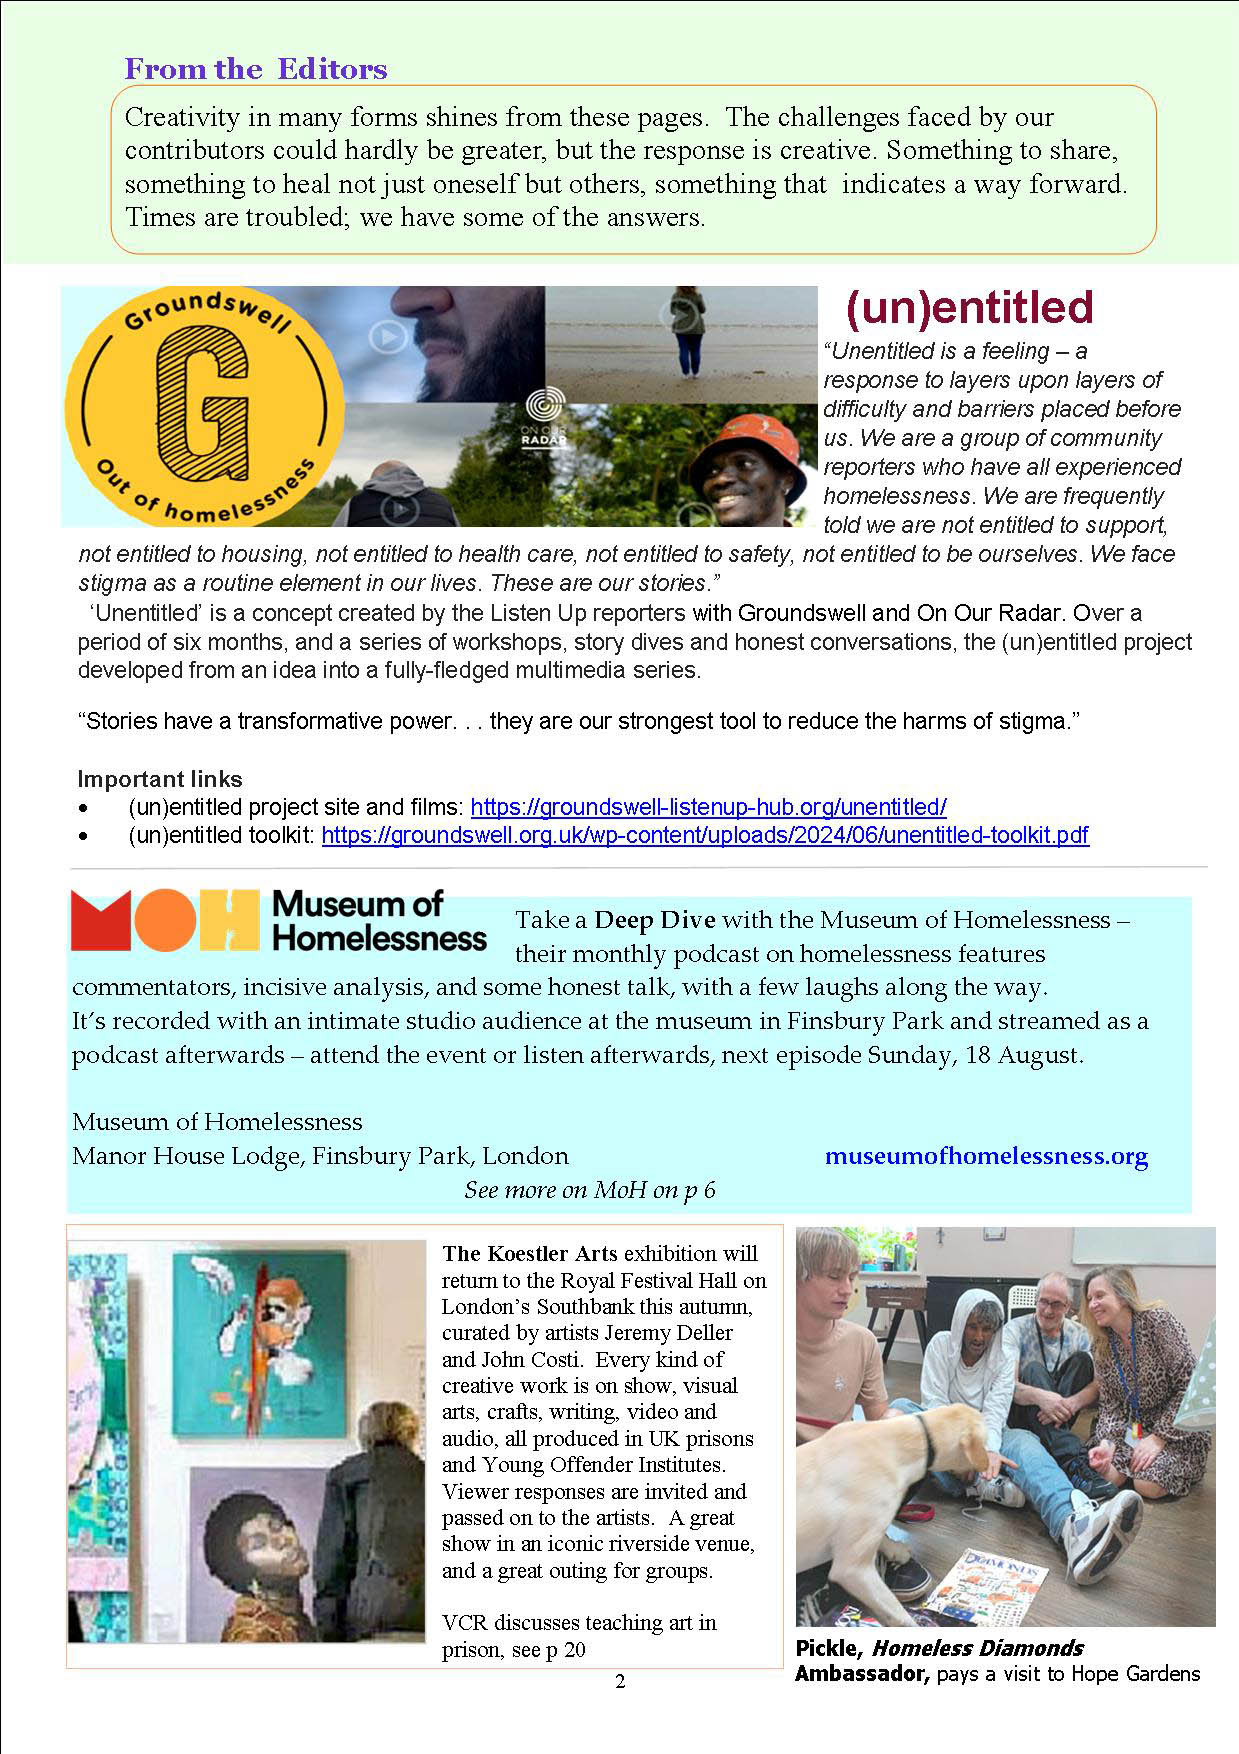 From the  Editors
Creativity in many forms shines from these pages.  The challenges faced by our
contributors could hardly be greater, but the response is creative. Something to share,
something to heal not just oneself but others, something that  indicates a way forward.
Times are troubled; we have some of the answers.
Groundswell
G
Out of homelessness
ON OUR
RADAR
(un)entitled
“Unentitled is a feeling – a
response to layers upon layers of
difficulty and barriers placed before
us. We are a group of community
reporters who have all experienced
homelessness. We are frequently
told we are not entitled to support,
not entitled to housing, not entitled to health care, not entitled to safety, not entitled to be ourselves. We face
stigma as a routine element in our lives. These are our stories.”
‘Unentitled’ is a concept created by the Listen Up reporters with Groundswell and On Our Radar. Over a
period of six months, and a series of workshops, story dives and honest conversations, the (un)entitled project
developed from an idea into a fully-fledged multimedia series.
“Stories have a transformative power. . . they are our strongest tool to reduce the harms of stigma.”
Important links
• (un)entitled project site and films: https://groundswell-listenup-hub.org/unentitled/
• (un)entitled toolkit: https://groundswell.org.uk/wp-content/uploads/2024/06/unentitled-toolkit.pdf
MOH Museum of
Homelessness
Take a Deep Dive with the Museum of Homelessness –
their monthly podcast on homelessness features
commentators, incisive analysis, and some honest talk, with a few laughs along the way.
It’s recorded with an intimate studio audience at the museum in Finsbury Park and streamed as a
podcast afterwards – attend the event or listen afterwards, next episode Sunday, 18 August.
Museum of Homelessness
Manor House Lodge, Finsbury Park, London museumofhomelessness.org
See more on MoH on p 6
The Koestler Arts exhibition will
return to the Royal Festival Hall on
London’s Southbank this autumn,
curated by artists Jeremy Deller
and John Costi.  Every kind of
creative work is on show, visual
arts, crafts, writing, video and
audio, all produced in UK prisons
and Young Offender Institutes.
Viewer responses are invited and
passed on to the artists.  A great
show in an iconic riverside venue,
and a great outing for groups.
VCR discusses teaching art in
prison, see p 20
DIAMONDS
Pickle, Homeless Diamonds
Ambassador, pays a visit to Hope Gardens
2